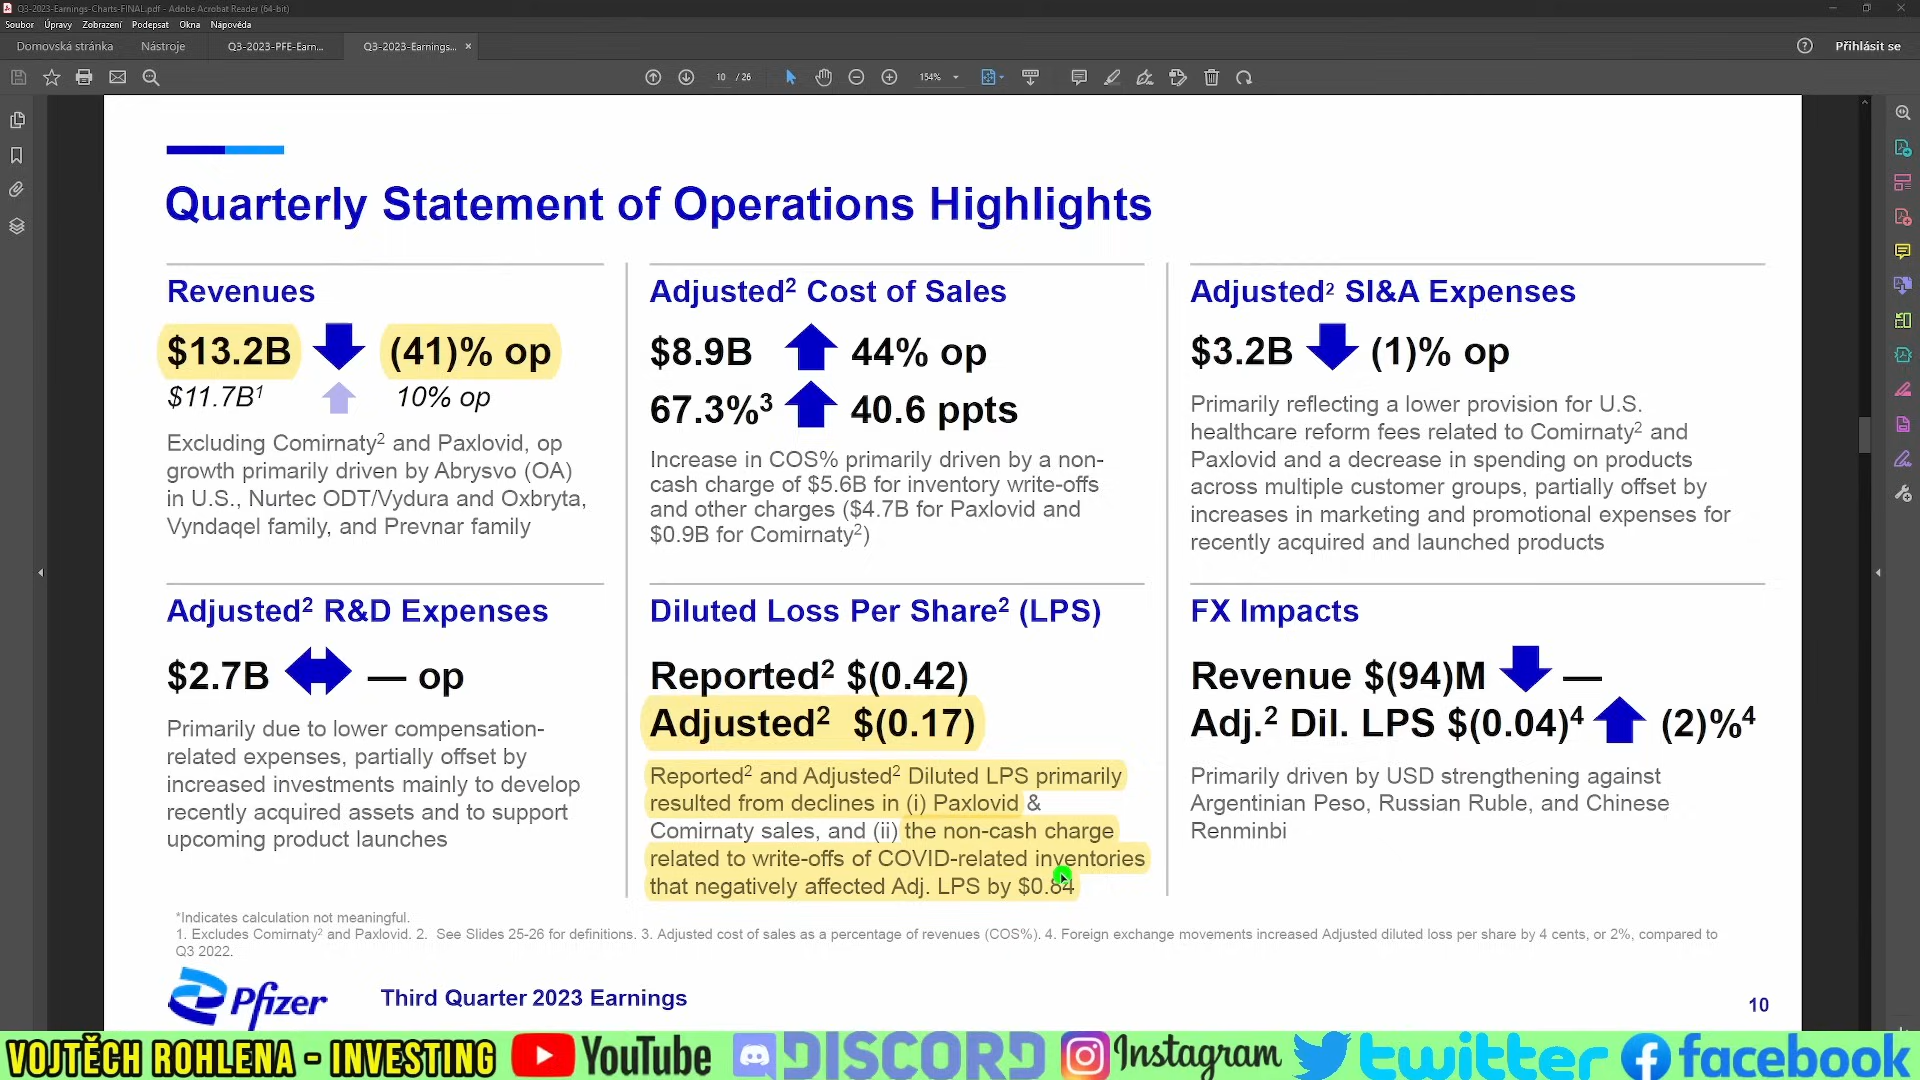 Q3-2023-Earnings-Charts-FINAL.pdf - Adobe Acrobat Reader (64-bit)
Soubor Úpravy Zobrazení Podepsat Okna Nápověda
Domovská stránka Nástroje Q3-2023-PFE-Earn... Q3-2023-Earnings... × Přihlásit se
10 / 26 154%
Quarterly Statement of Operations Highlights
Revenues
$13.2B (41)% op
$11.7B1 10% op
Excluding Comirnaty2 and Paxlovid, op
growth primarily driven by Abrysvo (OA)
in U.S., Nurtec ODT/Vydura and Oxbryta,
Vyndaqel family, and Prevnar family
Adjusted2 Cost of Sales
$8.9B 44% op
67.3%3 40.6 ppts
Increase in COS% primarily driven by a non-
cash charge of $5.6B for inventory write-offs
and other charges ($4.7B for Paxlovid and
$0.9B for Comirnaty2)
Adjusted2 SI&A Expenses
$3.2B (1)% op
Primarily reflecting a lower provision for U.S.
healthcare reform fees related to Comirnaty2 and
Paxlovid and a decrease in spending on products
across multiple customer groups, partially offset by
increases in marketing and promotional expenses for
recently acquired and launched products
Adjusted2 R&D Expenses
$2.7B — op
Primarily due to lower compensation-
related expenses, partially offset by
increased investments mainly to develop
recently acquired assets and to support
upcoming product launches
Diluted Loss Per Share2 (LPS)
Reported2 $(0.42)
Adjusted2 $(0.17)
Reported2 and Adjusted2 Diluted LPS primarily
resulted from declines in (i) Paxlovid &
Comirnaty sales, and (ii) the non-cash charge
related to write-offs of COVID-related inventories
that negatively affected Adj. LPS by $0.84
FX Impacts
Revenue $(94)M —
Adj.2 Dil. LPS $(0.04)4 (2)%4
Primarily driven by USD strengthening against
Argentinian Peso, Russian Ruble, and Chinese
Renminbi
*Indicates calculation not meaningful.
1. Excludes Comirnaty2 and Paxlovid. 2. See Slides 25-26 for definitions. 3. Adjusted cost of sales as a percentage of revenues (COS%). 4. Foreign exchange movements increased Adjusted diluted loss per share by 4 cents, or 2%, compared to
Q3 2022.
Pfizer Third Quarter 2023 Earnings 10
VOJTĚCH ROHLENA - INVESTING YouTube DISCORD Instagram twitter facebook